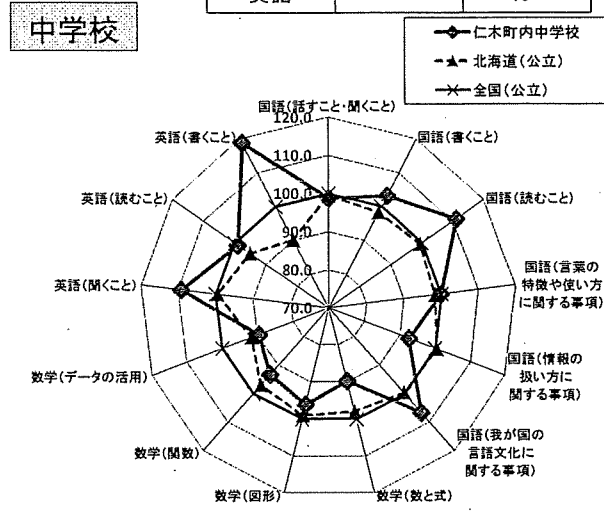 英語
中学校
仁木町内中学校
北海道(公立)
全国(公立)
国語(話すこと・聞くこと)
120.0
110.0
100.0
90.0
80.0
70.0
国語(書くこと)
国語(読むこと)
国語(言葉の
特徴や使い方
に関する事項)
国語(情報の
扱い方に
関する事項)
国語(我が国の
言語文化に
関する事項)
数学(数と式)
数学(図形)
数学(関数)
数学(データの活用)
英語(聞くこと)
英語(読むこと)
英語(書くこと)